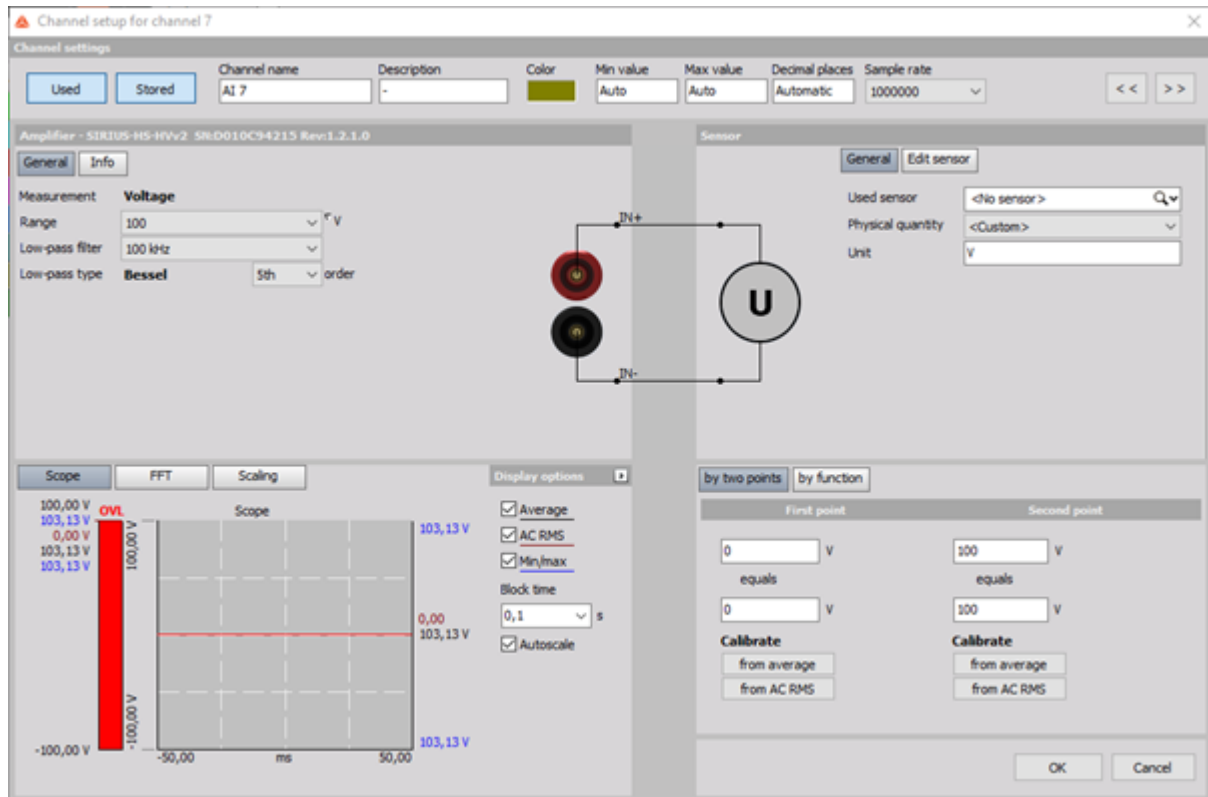 Channel setup for channel 7
Channel settings
Used Stored
Channel name Description Color Min value Max value Decimal places Sample rate
AI 7 - Auto Auto Automatic 1000000 << >>
Amplifier - SIRIUS-HS-HVv2 SN:D010C94215 Rev:1.2.1.0
General Info
Measurement Voltage
Range 100 V
Low-pass filter 100 kHz
Low-pass type Bessel 5th order
IN+
U
IN-
Sensor
General Edit sensor
Used sensor <No sensor>
Physical quantity <Custom>
Unit V
Scope FFT Scaling
100,00 V OVL Scope
103,13 V
0,00 V
103,13 V
103,13 V
100,00 V
-100,00 V
103,13 V
0,00
103,13 V
103,13 V
-100,00 V
-50,00 ms 50,00
Display options
Average
AC RMS
Min/max
Block time
0,1 s
Autoscale
by two points by function
First point Second point
0 V 100 V
equals equals
0 V 100 V
Calibrate Calibrate
from average from average
from AC RMS from AC RMS
OK Cancel